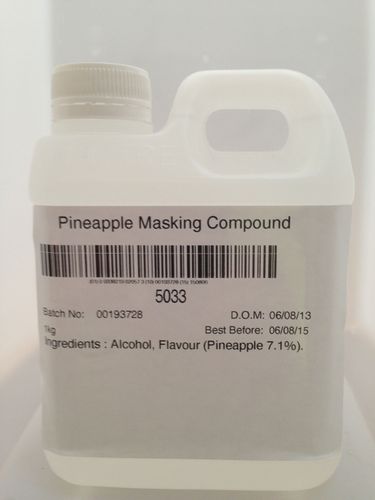 Pineapple Masking Compound
5033
Batch No: 00193728 D.O.M: 06/08/13
1kg Best Before: 06/08/15
Ingredients : Alcohol, Flavour (Pineapple 7.1%).